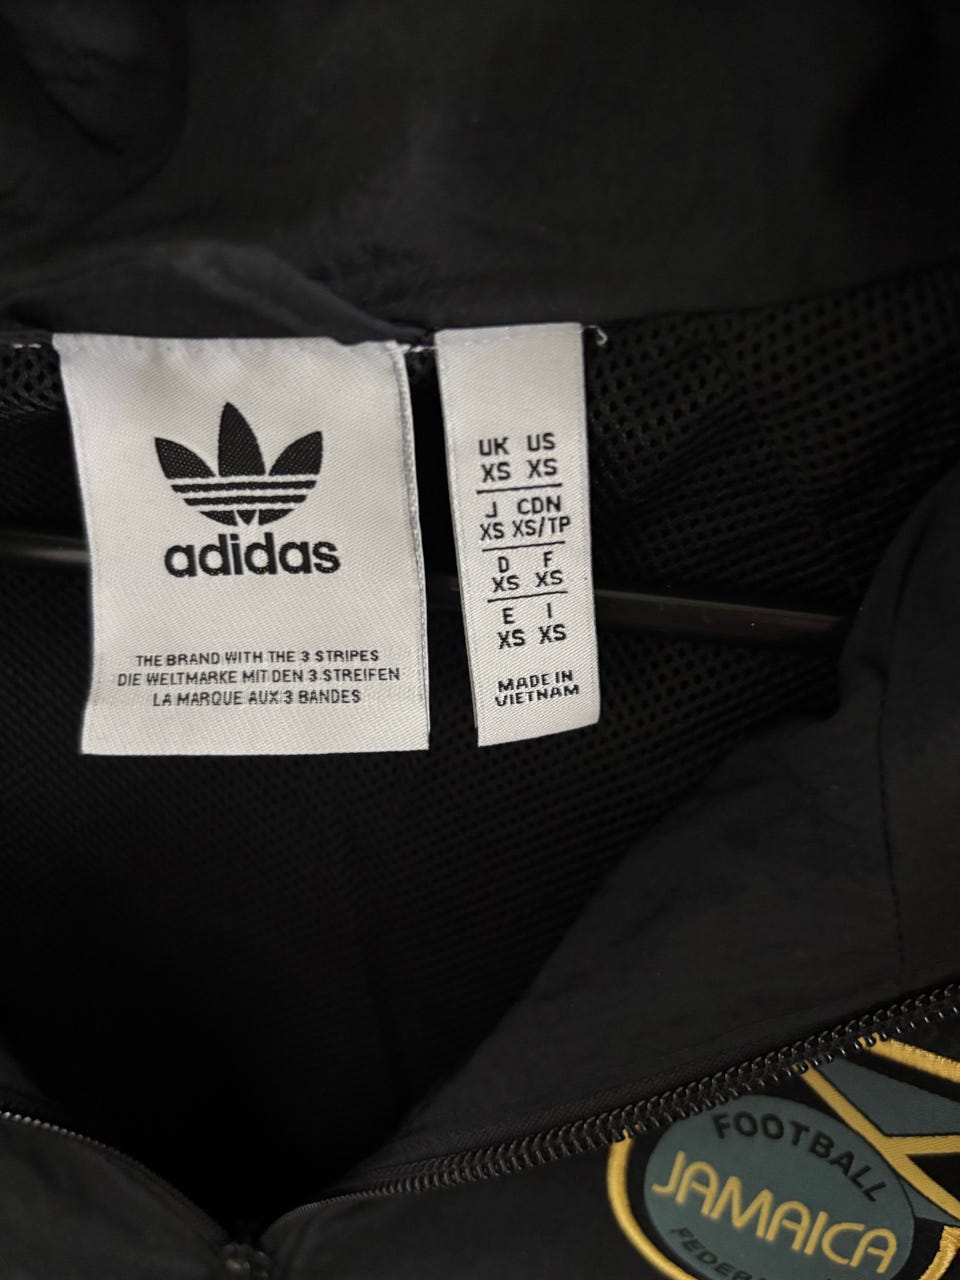 adidas
THE BRAND WITH THE 3 STRIPES
DIE WELTMARKE MIT DEN 3 STREIFEN
LA MARQUE AUX 3 BANDES
UK US
XS XS
J CDN
XS XS/TP
D F
XS XS
E I
XS XS
MADE IN
VIETNAM
FOOTBALL
JAMAICA